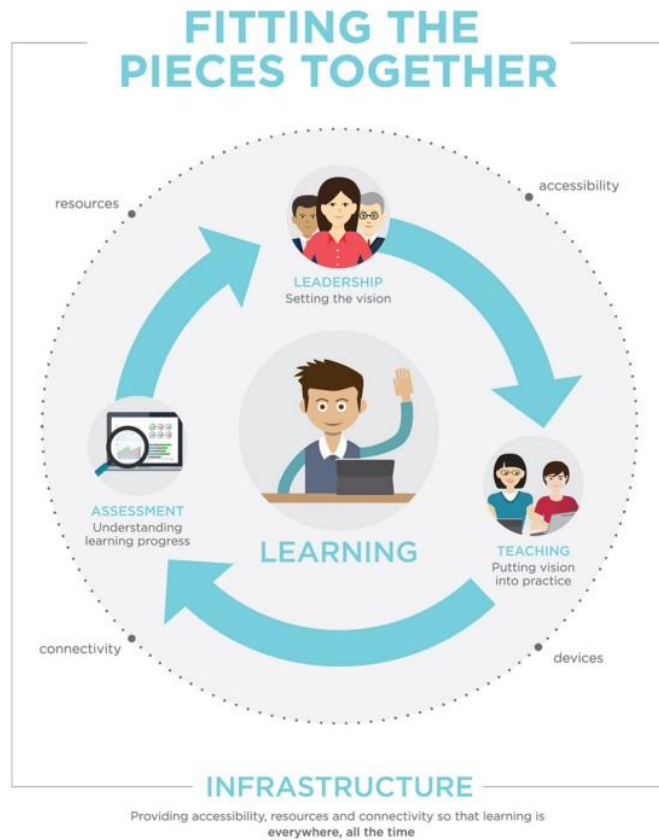 FITTING THE
PIECES TOGETHER
resources
accessibility
LEADERSHIP
Setting the vision
ASSESSMENT
Understanding
learning progress
LEARNING
TEACHING
Putting vision
into practice
connectivity
devices
INFRASTRUCTURE
Providing accessibility, resources and connectivity so that learning is
everywhere, all the time